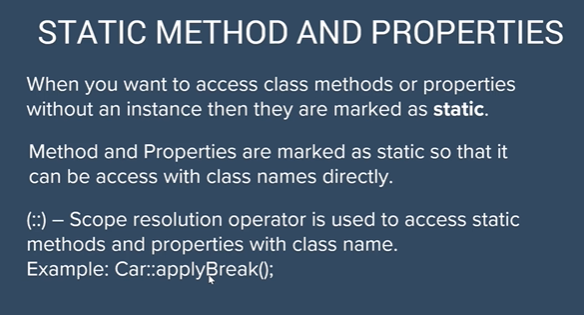 STATIC METHOD AND PROPERTIES
When you want to access class methods or properties
without an instance then they are marked as static.
Method and Properties are marked as static so that it
can be access with class names directly.
(::) – Scope resolution operator is used to access static
methods and properties with class name.
Example: Car::applyBreak();